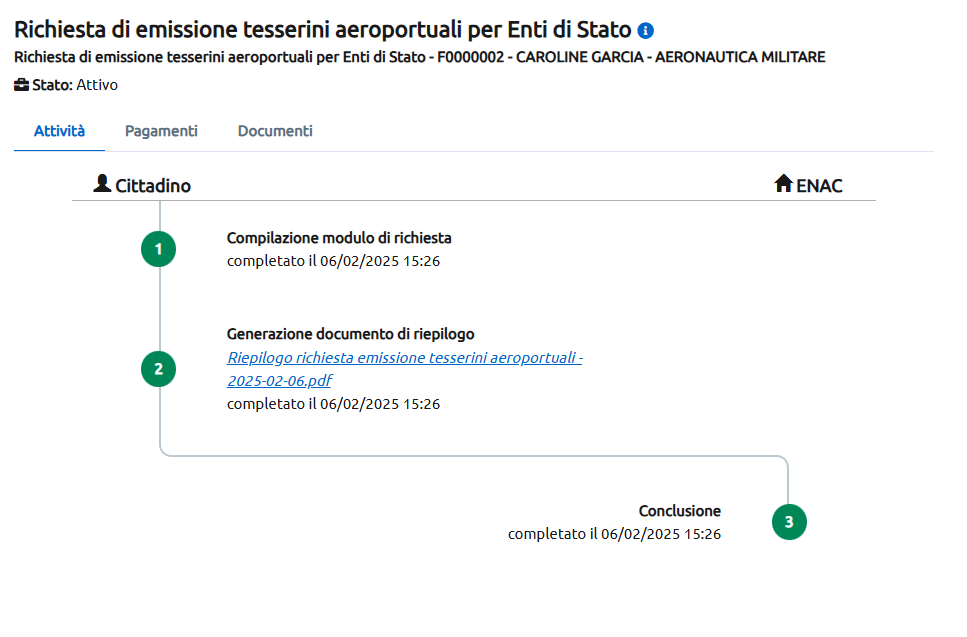 Richiesta di emissione tesserini aeroportuali per Enti di Stato
Richiesta di emissione tesserini aeroportuali per Enti di Stato - F0000002 - CAROLINE GARCIA - AERONAUTICA MILITARE
Stato: Attivo
Attività Pagamenti Documenti
Cittadino ENAC
1
Compilazione modulo di richiesta
completato il 06/02/2025 15:26
Generazione documento di riepilogo
2
Riepilogo richiesta emissione tesserini aeroportuali -
2025-02-06.pdf
completato il 06/02/2025 15:26
Conclusione
3
completato il 06/02/2025 15:26